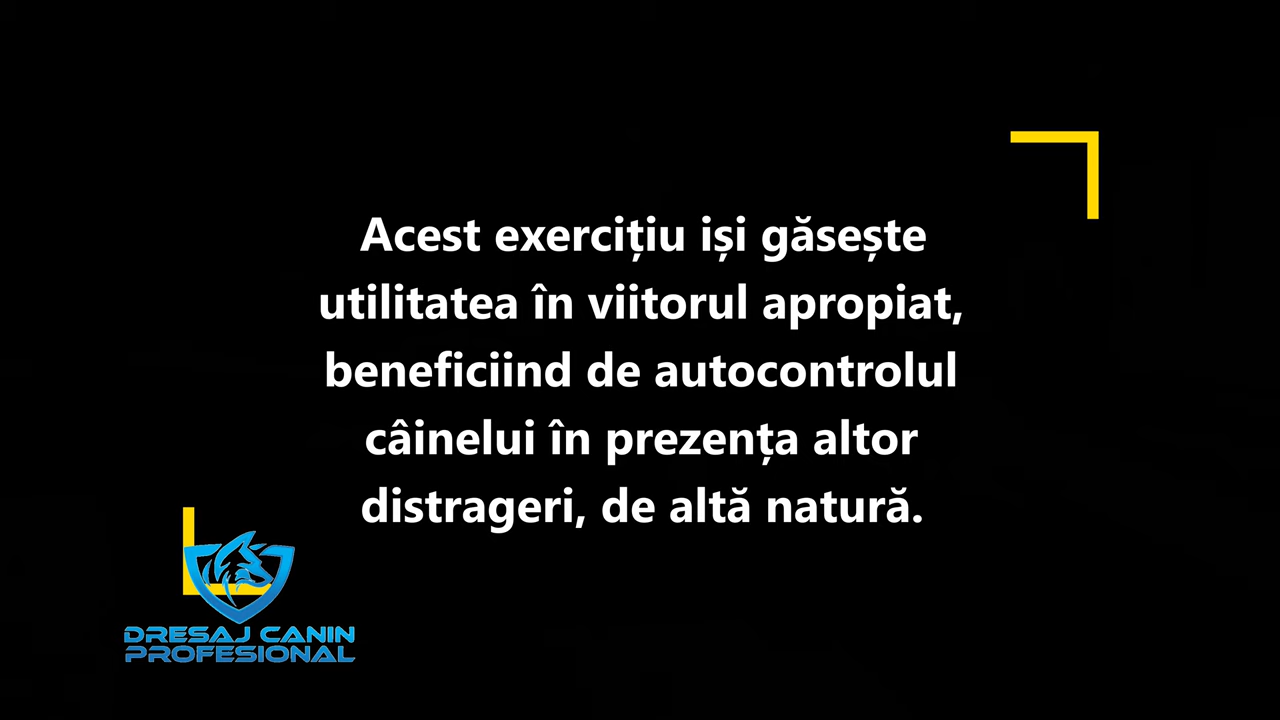 Acest exercițiu iși găsește
utilitatea în viitorul apropiat,
beneficiind de autocontrolul
câinelui în prezența altor
distrageri, de altă natură.
DRESAJ CANIN
PROFESIONAL